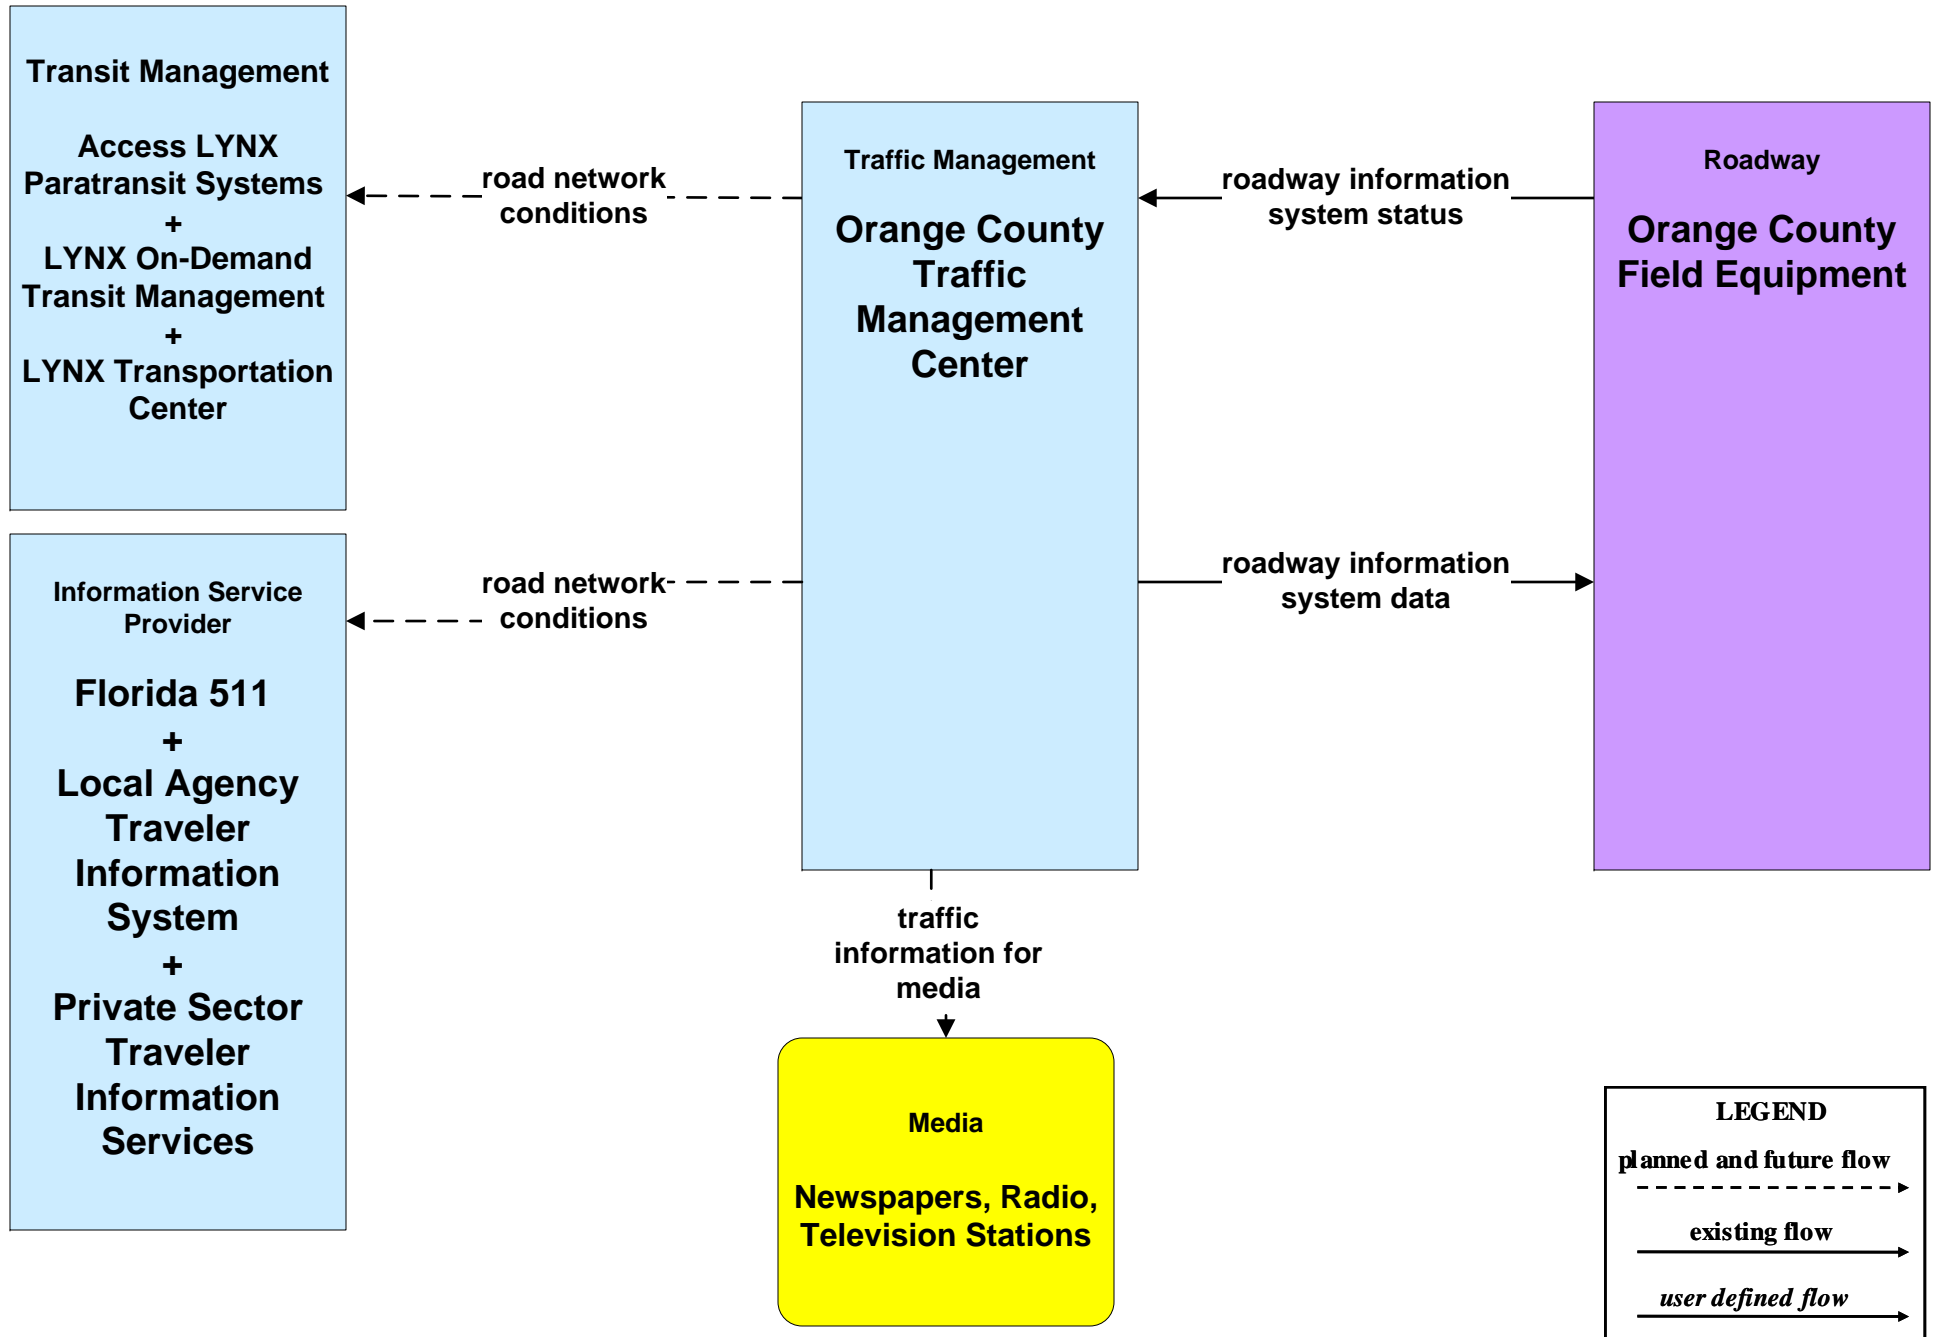 Transit Management
Access LYNX
Paratransit Systems
+
LYNX On-Demand
Transit Management
+
LYNX Transportation
Center
road network
conditions
Traffic Management
Orange County
Traffic
Management
Center
roadway information
system status
Roadway
Orange County
Field Equipment
Information Service
Provider
Florida 511
+
Local Agency
Traveler
Information
System
+
Private Sector
Traveler
Information
Services
road network
conditions
roadway information
system data
traffic
information for
media
Media
Newspapers, Radio,
Television Stations
LEGEND
planned and future flow
existing flow
user defined flow